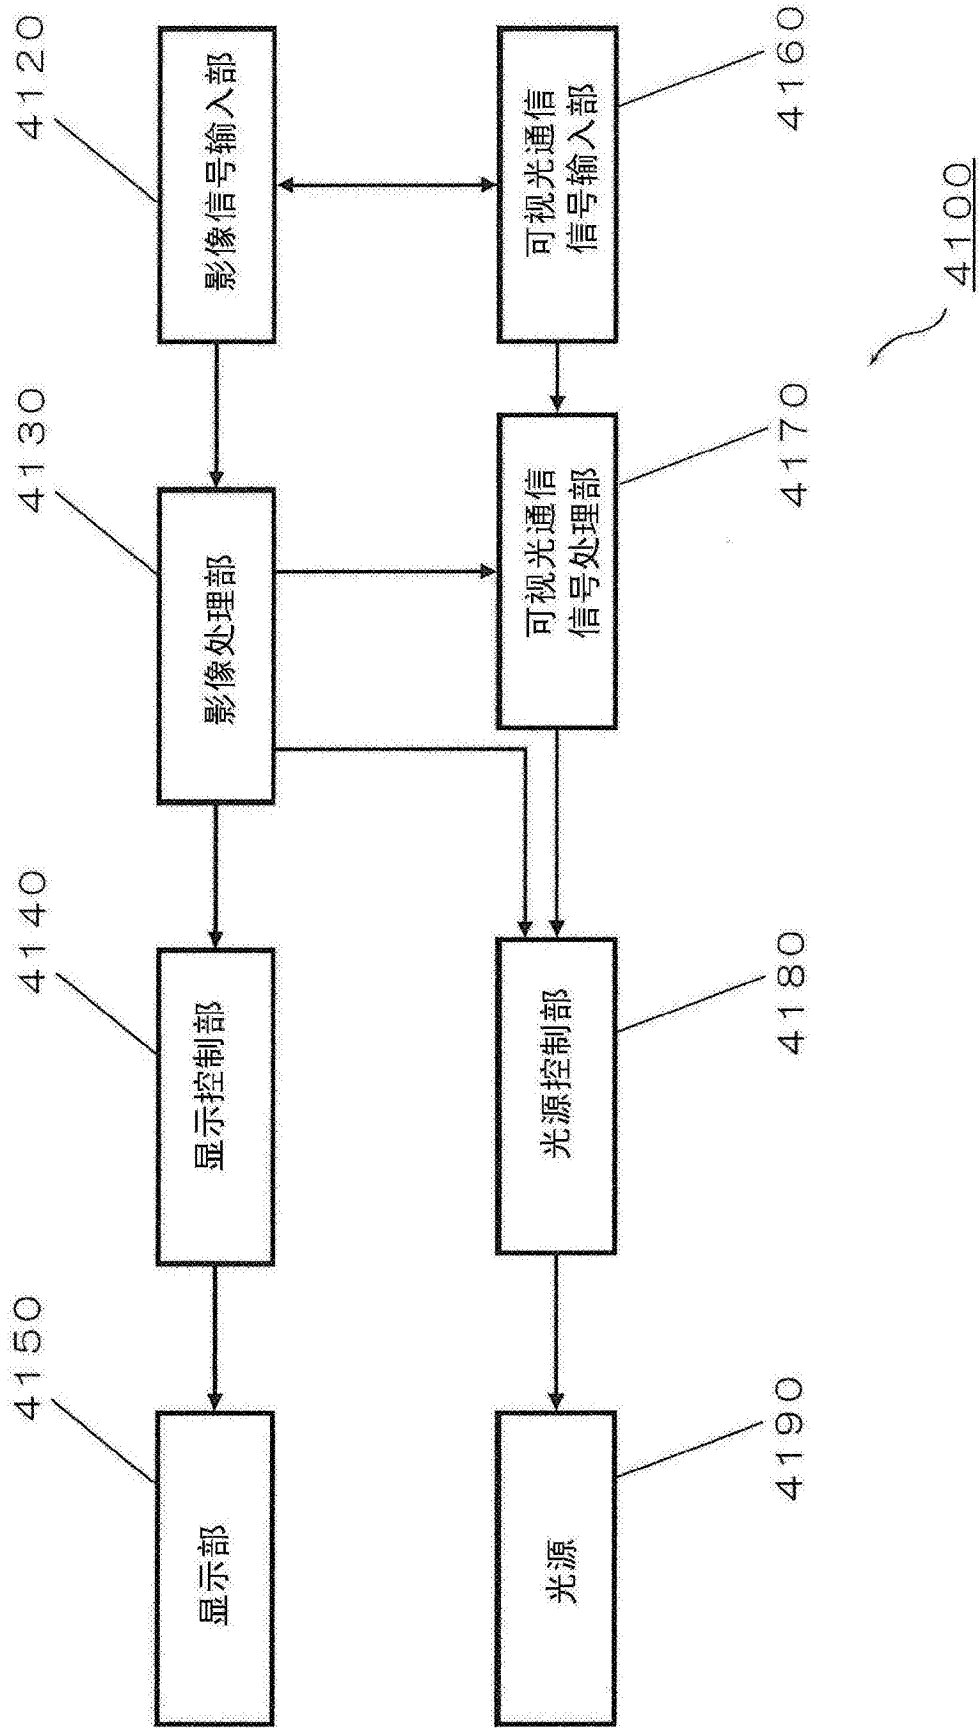 4150
4140
4130
4120
显示部
显示控制部
影像处理部
影像信号输入部
光源
光源控制部
可视光通信
信号处理部
可视光通信
信号输入部
4190
4180
4170
4160
4100